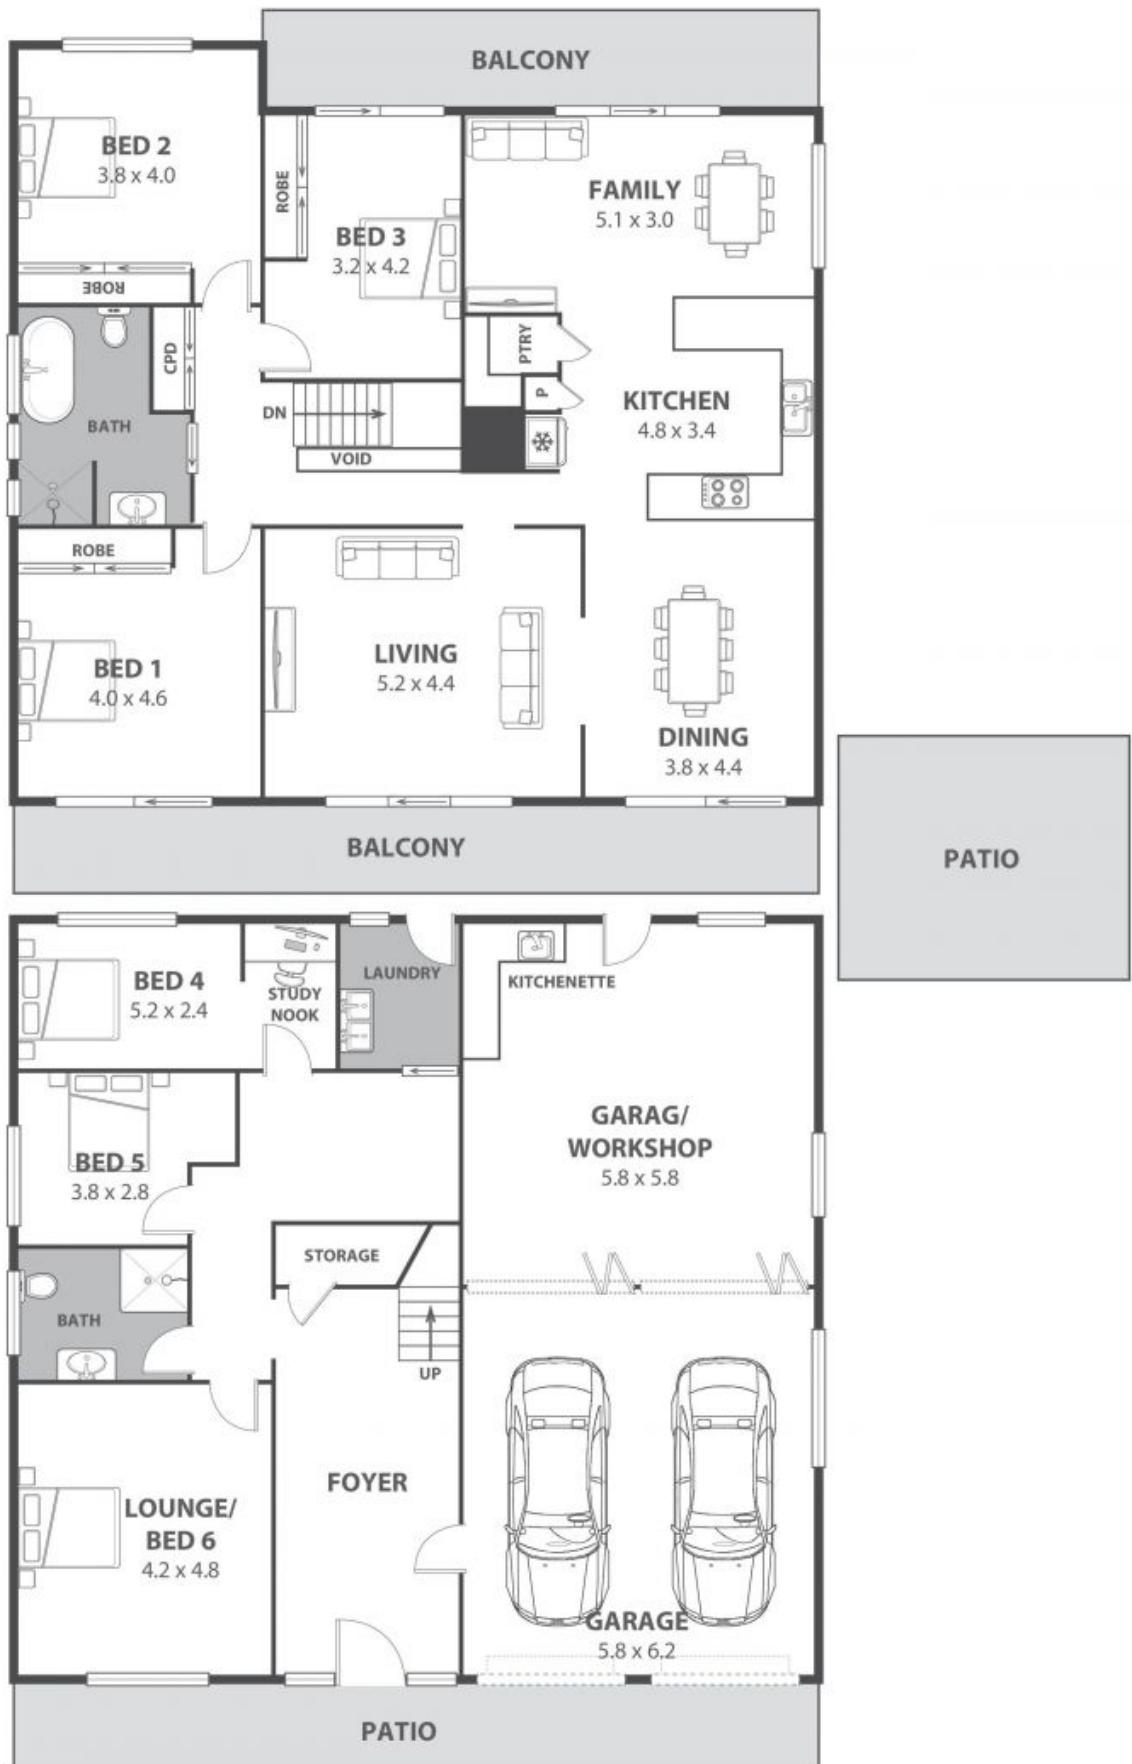 BALCONY
BED 2
3.8 x 4.0
ROBE
BED 3
3.2 x 4.2
FAMILY
5.1 x 3.0
ROBE
CPD
PTRY
P
KITCHEN
4.8 x 3.4
DN
BATH
VOID
ROBE
BED 1
4.0 x 4.6
LIVING
5.2 x 4.4
DINING
3.8 x 4.4
BALCONY
PATIO
BED 4
5.2 x 2.4
STUDY
NOOK
LAUNDRY
KITCHENETTE
GARAG/
WORKSHOP
5.8 x 5.8
BED 5
3.8 x 2.8
STORAGE
BATH
UP
FOYER
LOUNGE/
BED 6
4.2 x 4.8
GARAGE
5.8 x 6.2
PATIO